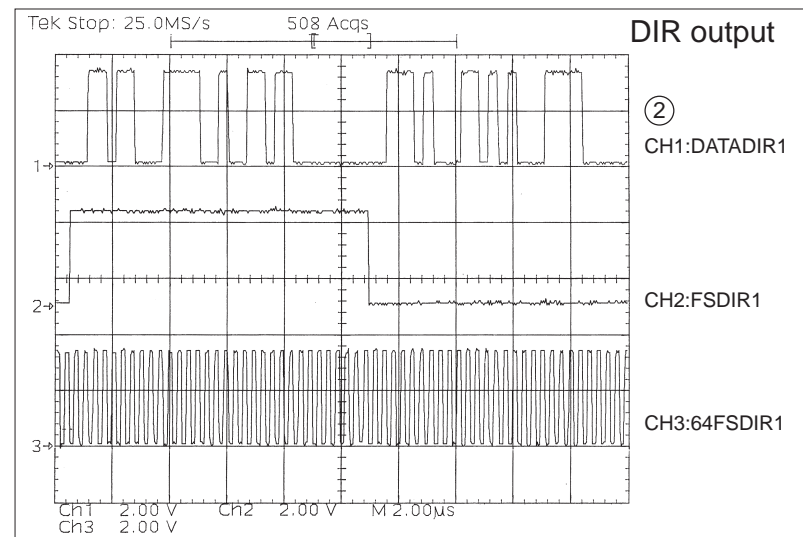 Tek Stop: 25.0MS/s 508 Acqs
DIR output
2
CH1:DATADIR1
1
2
CH2:FSDIR1
CH3:64FSDIR1
3
Ch1 2.00 V Ch2 2.00 V M 2.00µs
Ch3 2.00 V